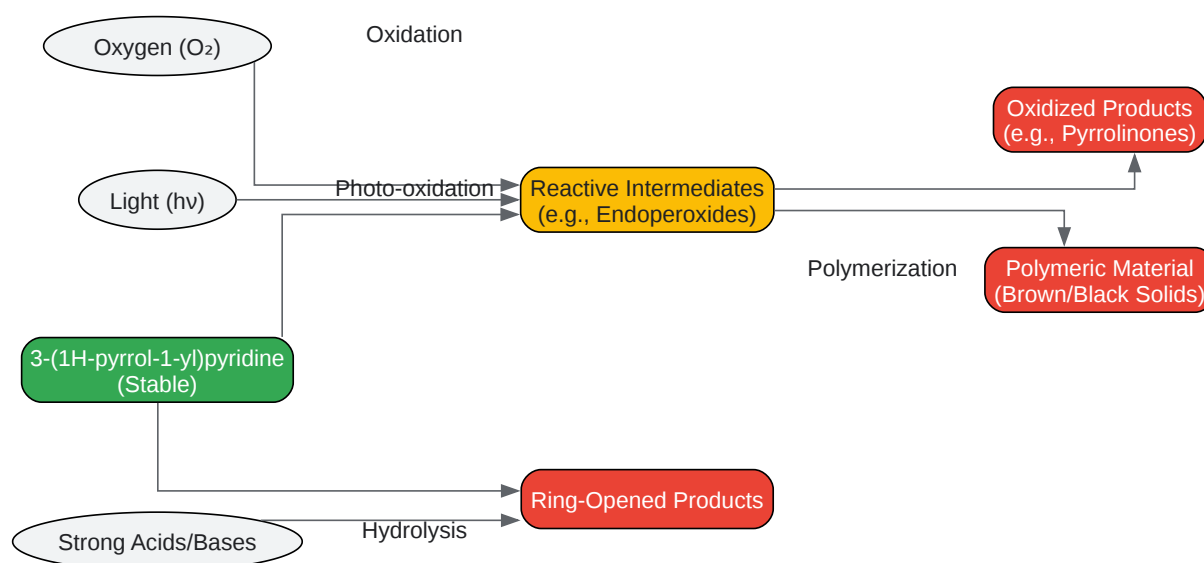 Oxygen (O₂)
Oxidation
Oxidized Products
(e.g., Pyrrolinones)
Light (hν)
Photo-oxidation
Reactive Intermediates
(e.g., Endoperoxides)
Polymerization
Polymeric Material
(Brown/Black Solids)
3-(1H-pyrrol-1-yl)pyridine
(Stable)
Ring-Opened Products
Strong Acids/Bases
Hydrolysis